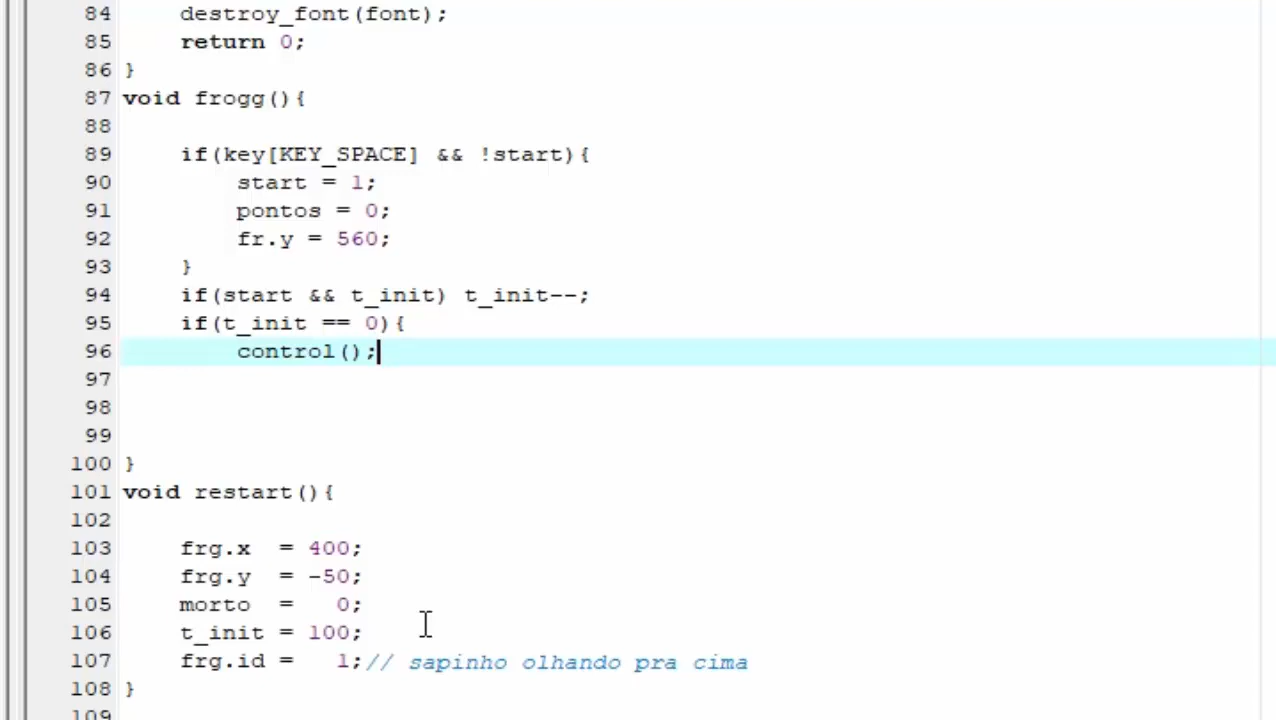 84 destroy_font(font);
85 return 0;
86 }
87 void frogg(){
88
89 if(key[KEY_SPACE] && !start){
90 start = 1;
91 pontos = 0;
92 fr.y = 560;
93 }
94 if(start && t_init) t_init--;
95 if(t_init == 0){
96 control();
97
98
99
100 }
101 void restart(){
102
103 frg.x = 400;
104 frg.y = -50;
105 morto = 0;
106 t_init = 100;
107 frg.id = 1;// sapinho olhando pra cima
108 }
109